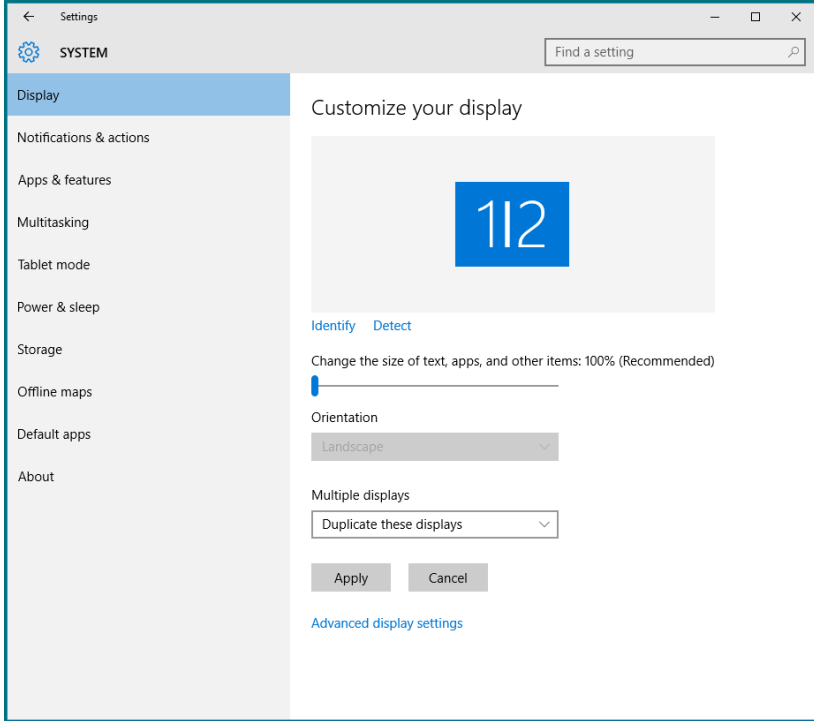 Settings
SYSTEM
Find a setting
Display
Notifications & actions
Apps & features
Multitasking
Tablet mode
Power & sleep
Storage
Offline maps
Default apps
About
Customize your display
1|2
Identify Detect
Change the size of text, apps, and other items: 100% (Recommended)
Orientation
Landscape
Multiple displays
Duplicate these displays
Apply Cancel
Advanced display settings